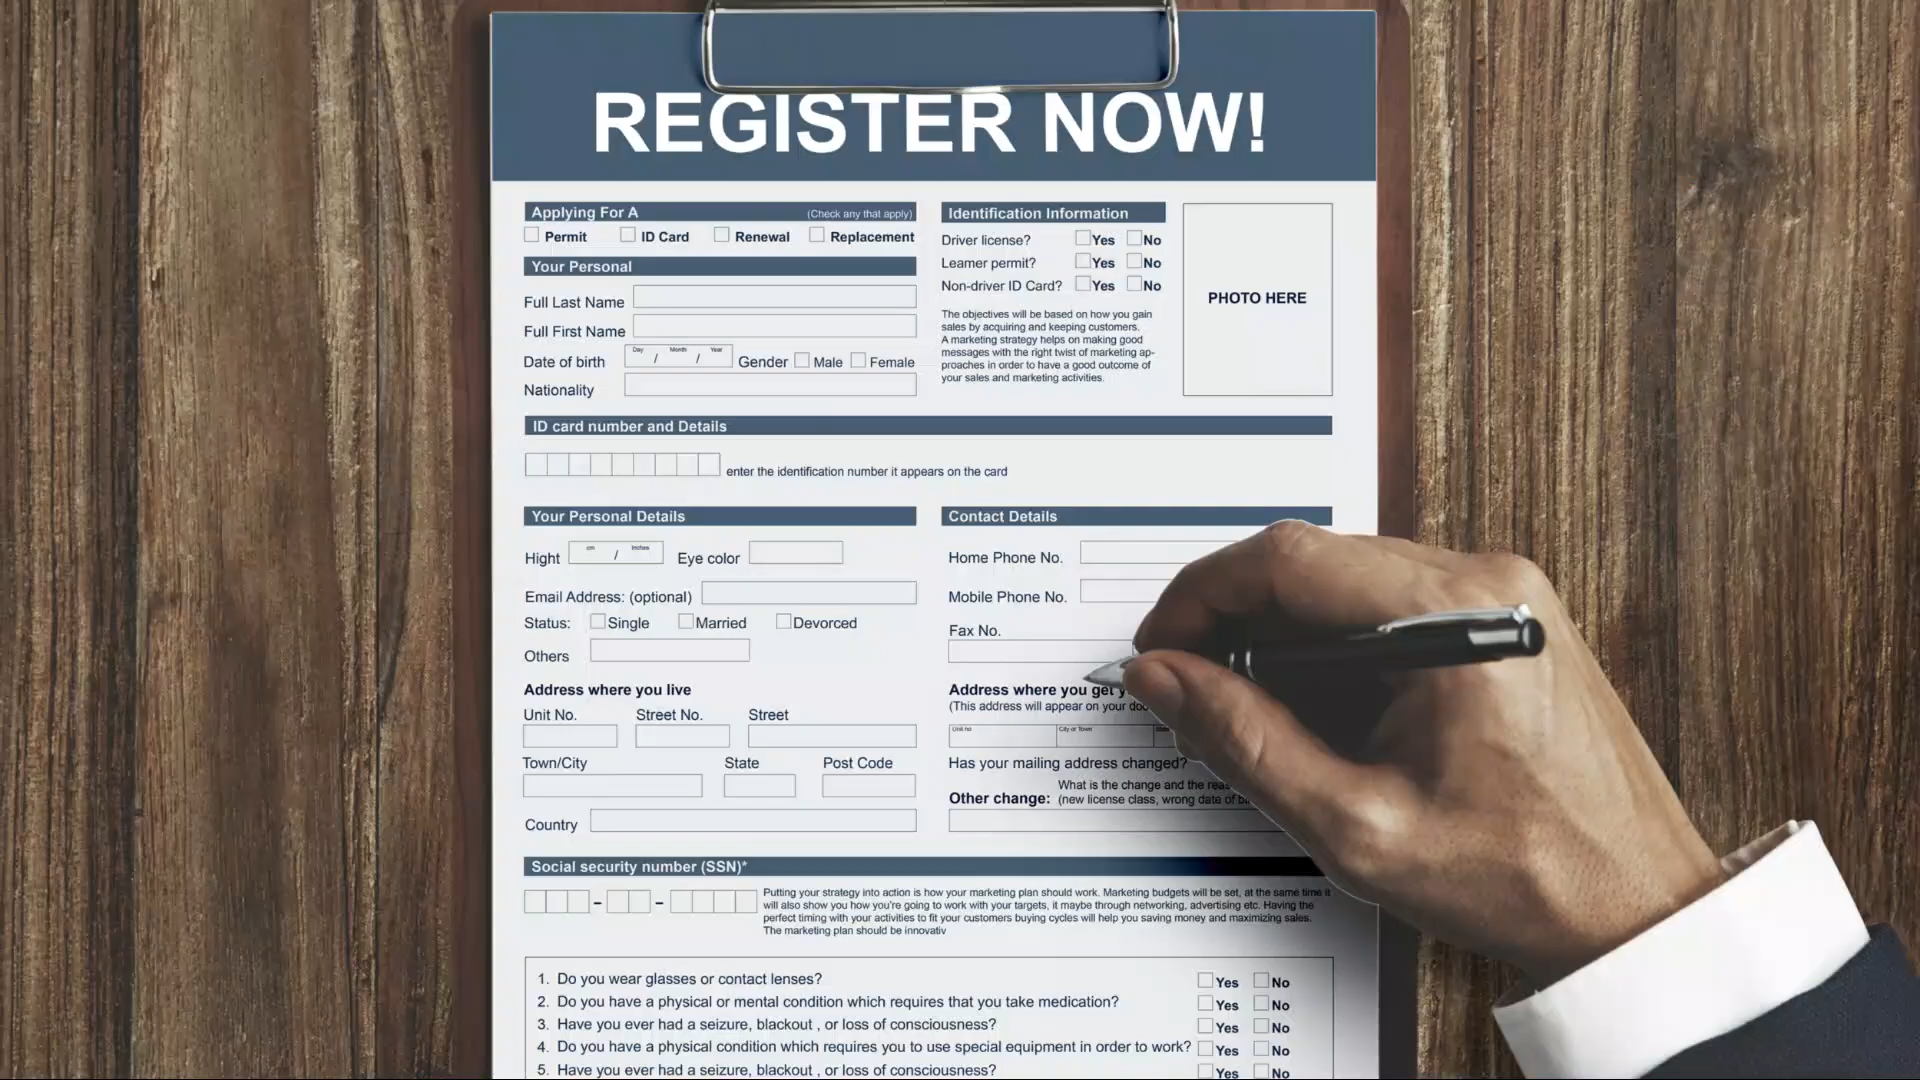 REGISTER NOW!
Applying For A (Check any that apply)
Permit ID Card Renewal Replacement
Your Personal
Full Last Name
Full First Name
Day Month Year
Date of birth / / Gender Male Female
Nationality
Identification Information
Driver license? Yes No
Learner permit? Yes No
Non-driver ID Card? Yes No
The objectives will be based on how you gain
sales by acquiring and keeping customers.
A marketing strategy helps on making good
messages with the right twist of marketing ap-
proaches in order to have a good outcome of
your sales and marketing activities.
PHOTO HERE
ID card number and Details
enter the identification number it appears on the card
Your Personal Details
cm inches
Hight / Eye color
Email Address: (optional)
Status: Single Married Devorced
Others
Address where you live
Unit No. Street No. Street
Town/City State Post Code
Country
Contact Details
Home Phone No.
Mobile Phone No.
Fax No.
Address where you get
(This address will appear on your
Unit no City or Town
Has your mailing address changed?
What is the change and the
Other change: (new license class, wrong date of
Social security number (SSN)*
– –
Putting your strategy into action is how your marketing plan should work. Marketing budgets will be set, at the same time it
will also show you how you're going to work with your targets, it maybe through networking, advertising etc. Having the
perfect timing with your activities to fit your customers buying cycles will help you saving money and maximizing sales.
The marketing plan should be innovativ
1. Do you wear glasses or contact lenses? Yes No
2. Do you have a physical or mental condition which requires that you take medication? Yes No
3. Have you ever had a seizure, blackout , or loss of consciousness? Yes No
4. Do you have a physical condition which requires you to use special equipment in order to work? Yes No
5. Have you ever had a seizure, blackout , or loss of consciousness? Yes No